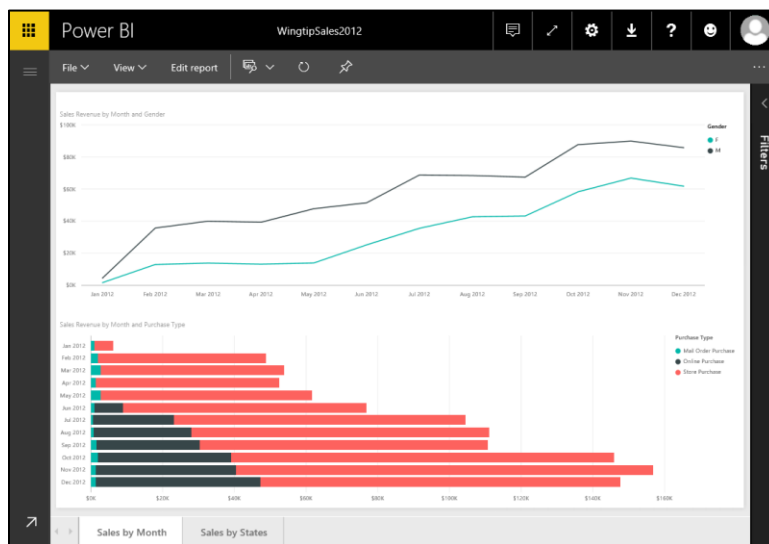 Power BI
WingtipSales2012
?
File View Edit report
Filters
Sales Revenue by Month and Gender
$100K
$80K
$60K
$40K
$20K
$0K
Jan 2012 Feb 2012 Mar 2012 Apr 2012 May 2012 Jun 2012 Jul 2012 Aug 2012 Sep 2012 Oct 2012 Nov 2012 Dec 2012
Gender
F
M
Sales Revenue by Month and Purchase Type
Jan 2012
Feb 2012
Mar 2012
Apr 2012
May 2012
Jun 2012
Jul 2012
Aug 2012
Sep 2012
Oct 2012
Nov 2012
Dec 2012
$0K $20K $40K $60K $80K $100K $120K $140K $160K
Purchase Type
Mail Order Purchase
Online Purchase
Store Purchase
Sales by Month Sales by States